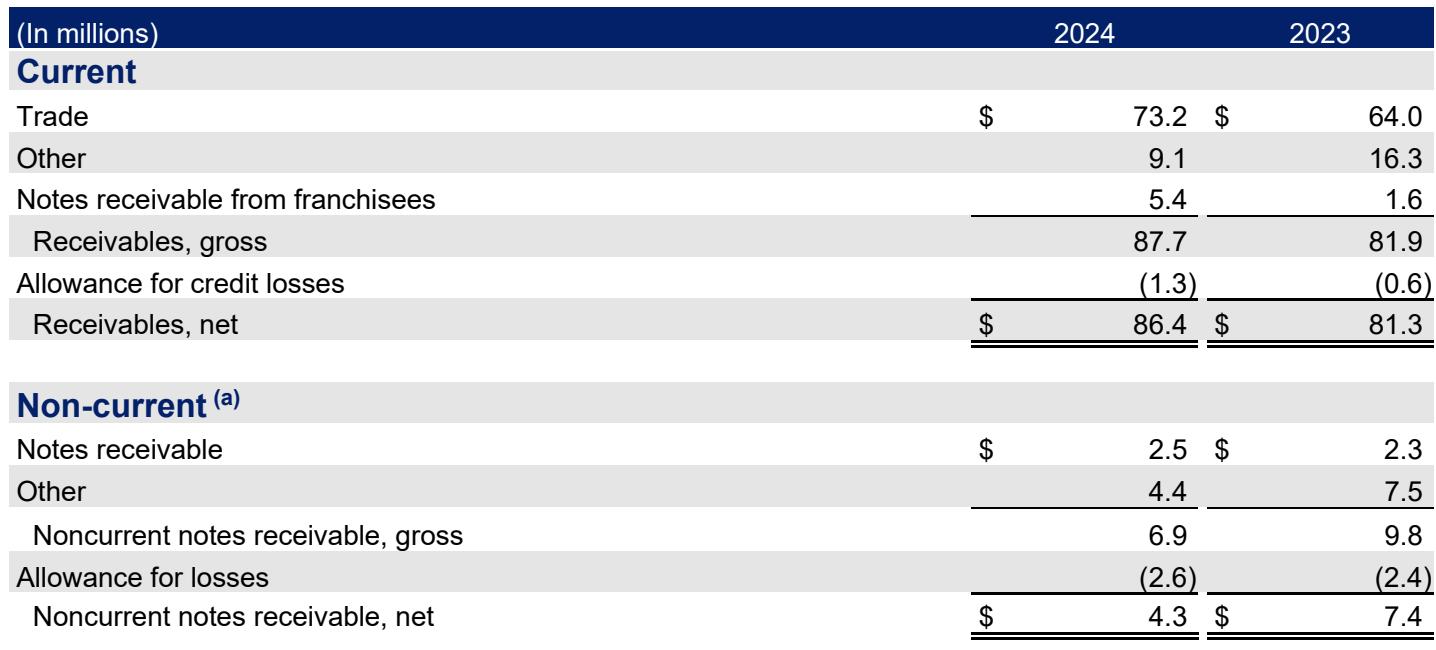 (In millions) 2024 2023
Current
Trade $ 73.2 $ 64.0
Other 9.1 16.3
Notes receivable from franchisees 5.4 1.6
Receivables, gross 87.7 81.9
Allowance for credit losses (1.3) (0.6)
Receivables, net $ 86.4 $ 81.3
Non-current (a)
Notes receivable $ 2.5 $ 2.3
Other 4.4 7.5
Noncurrent notes receivable, gross 6.9 9.8
Allowance for losses (2.6) (2.4)
Noncurrent notes receivable, net $ 4.3 $ 7.4